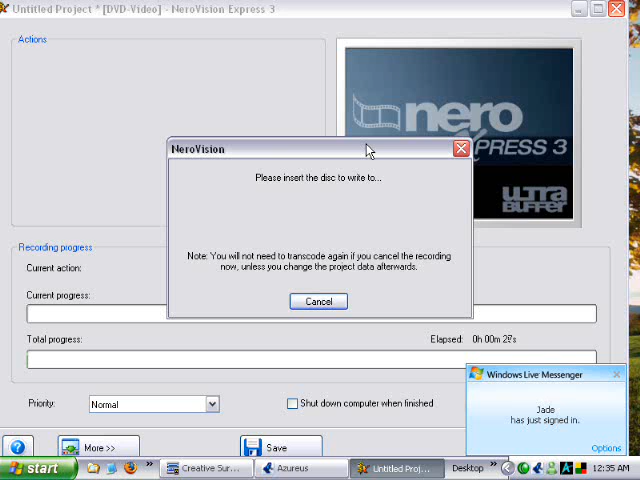 Untitled Project * [DVD-Video] - NeroVision Express 3
Actions
nero
EXPRESS 3
ULTRA
BUFFER
NeroVision
Please insert the disc to write to...
Note: You will not need to transcode again if you cancel the recording
now, unless you change the project data afterwards.
Cancel
Recording progress
Current action:
Current progress:
Total progress:
Elapsed: 0h 00m 27s
Windows Live Messenger
Jade
has just signed in.
Options
Priority:
Normal
Shut down computer when finished
More >>
Save
start
Creative Sur...
Azureus
Untitled Proj...
Desktop
12:35 AM